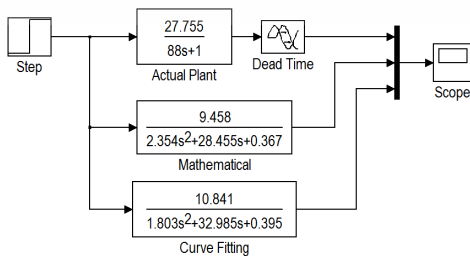 27.755
88s+1
Step
Actual Plant
Dead Time
Scope
9.458
2.354s²+28.455s+0.367
Mathematical
10.841
1.803s²+32.985s+0.395
Curve Fitting